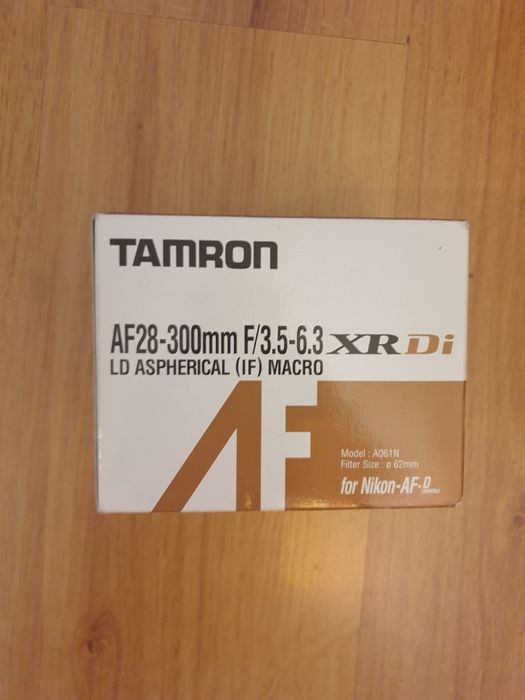 TAMRON
AF28-300mm F/3.5-6.3 XR Di
LD ASPHERICAL (IF) MACRO
AF
Model : A061N
Filter Size : ø 62mm
for Nikon-AF-D
COMPATIBLE